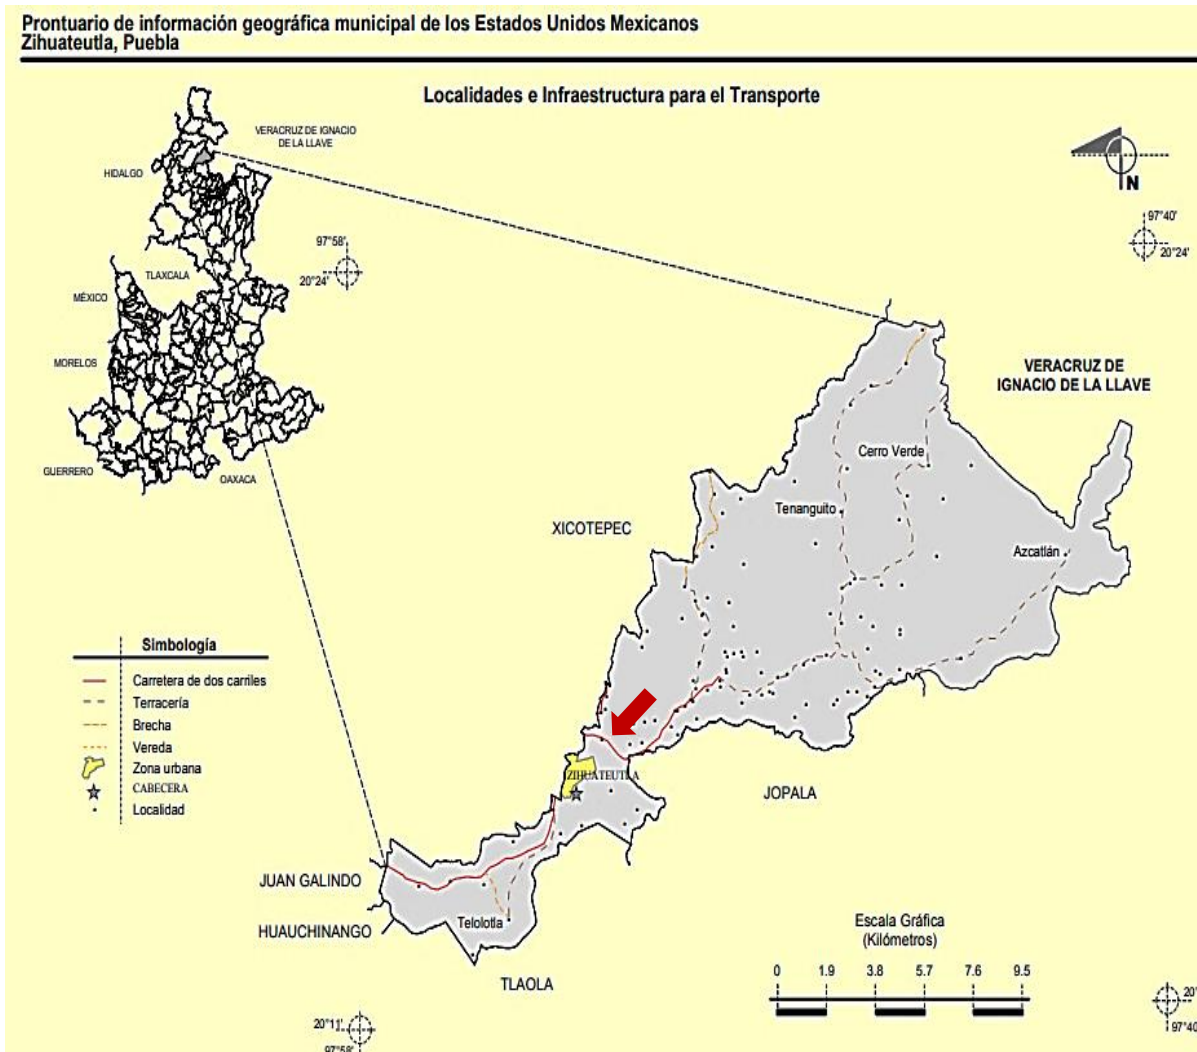 Prontuario de información geográfica municipal de los Estados Unidos Mexicanos
Zihuateutla, Puebla
Localidades e Infraestructura para el Transporte
VERACRUZ DE IGNACIO
DE LA LLAVE
HIDALGO
N
97°40'
20°24'
97°58'
20°24'
TLAXCALA
MÉXICO
MORELOS
GUERRERO
OAXACA
VERACRUZ DE
IGNACIO DE LA LLAVE
Cerro Verde
Tenanguito
XICOTEPEC
Azcatlán
Simbología
Carretera de dos carriles
Terracería
Brecha
Vereda
Zona urbana
CABECERA
Localidad
ZIHUATEUTLA
JOPALA
JUAN GALINDO
HUAUCHINANGO
Telolotla
TLAOLA
Escala Gráfica
(Kilómetros)
0 1.9 3.8 5.7 7.6 9.5
20°11'
97°58'
20°
97°40